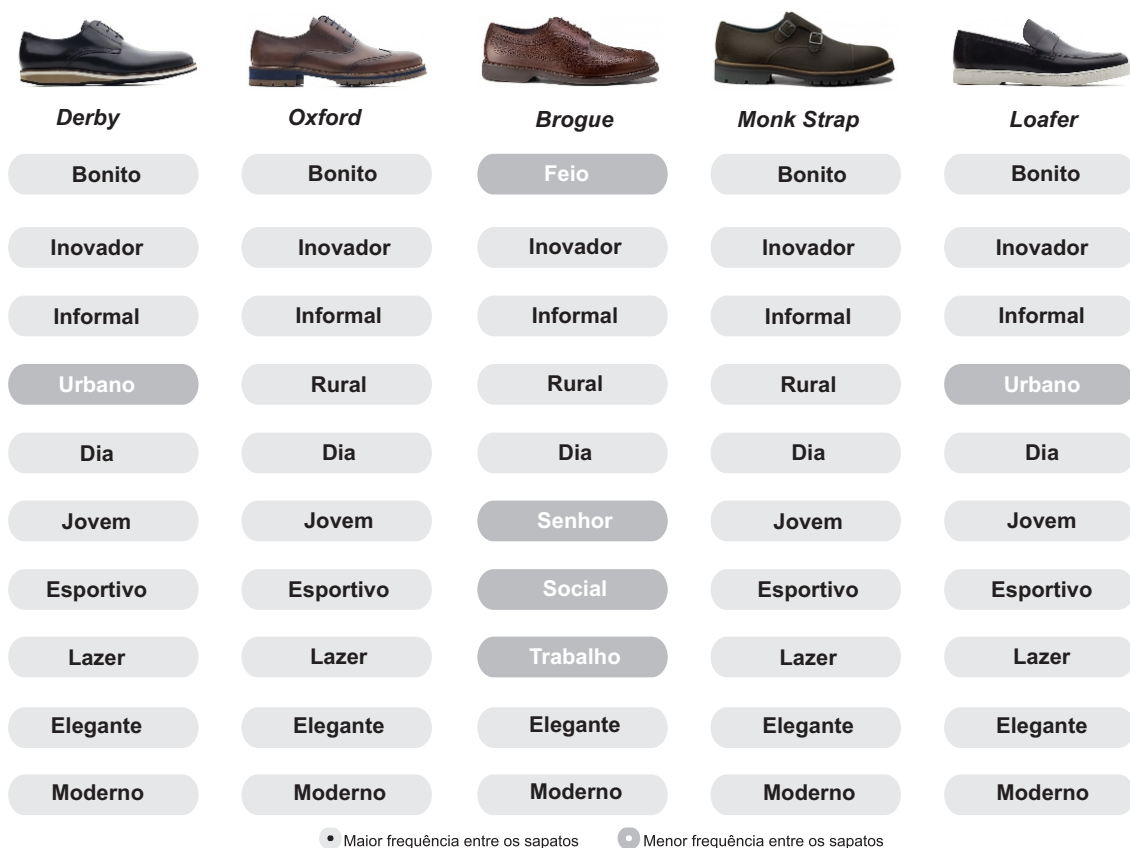 Derby Oxford Brogue Monk Strap Loafer
Bonito Bonito Feio Bonito Bonito
Inovador Inovador Inovador Inovador Inovador
Informal Informal Informal Informal Informal
Urbano Rural Rural Rural Urbano
Dia Dia Dia Dia Dia
Jovem Jovem Senhor Jovem Jovem
Esportivo Esportivo Social Esportivo Esportivo
Lazer Lazer Trabalho Lazer Lazer
Elegante Elegante Elegante Elegante Elegante
Moderno Moderno Moderno Moderno Moderno
Maior frequência entre os sapatos Menor frequência entre os sapatos